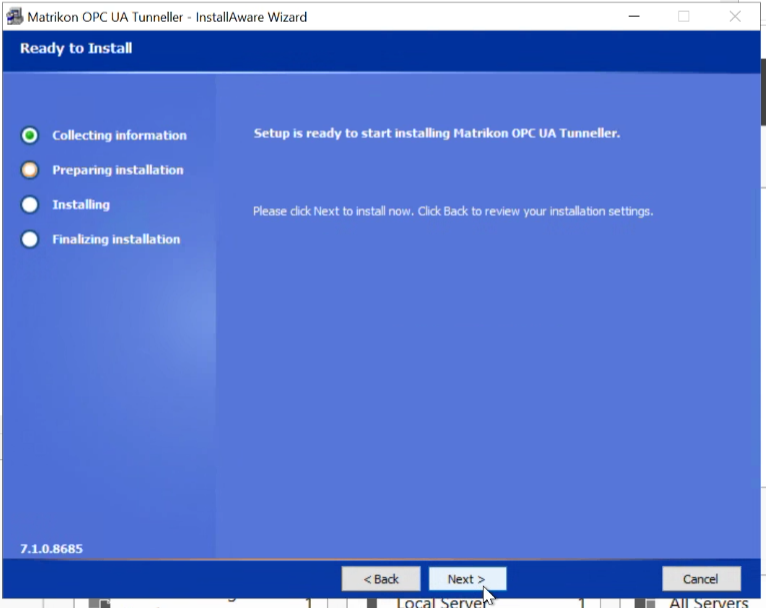 Matrikon OPC UA Tunneller - InstallAware Wizard
Ready to Install
Collecting information
Setup is ready to start installing Matrikon OPC UA Tunneller.
Preparing installation
Installing
Please click Next to install now. Click Back to review your installation settings.
Finalizing installation
7.1.0.8685
< Back
Next >
Cancel
1
Local Server
1
All Servers